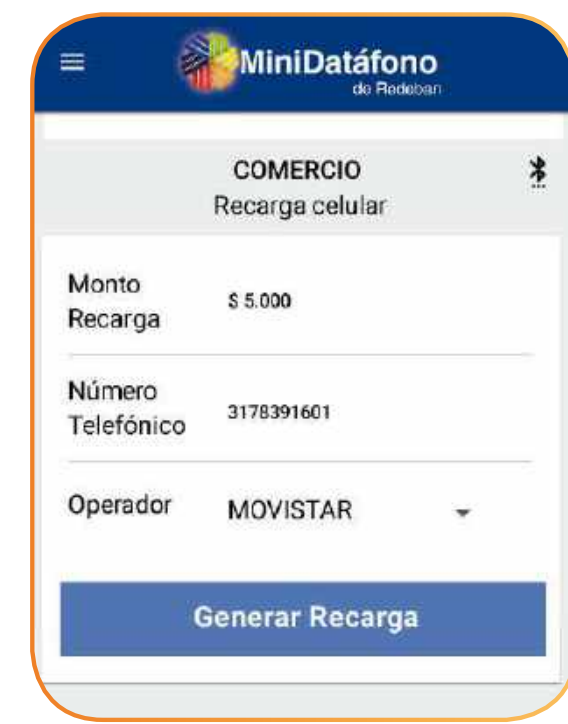 MiniDatáfono
de Redeban
COMERCIO
Recarga celular
Monto
Recarga
$ 5.000
Número
Telefónico
3178391601
Operador
MOVISTAR
Generar Recarga